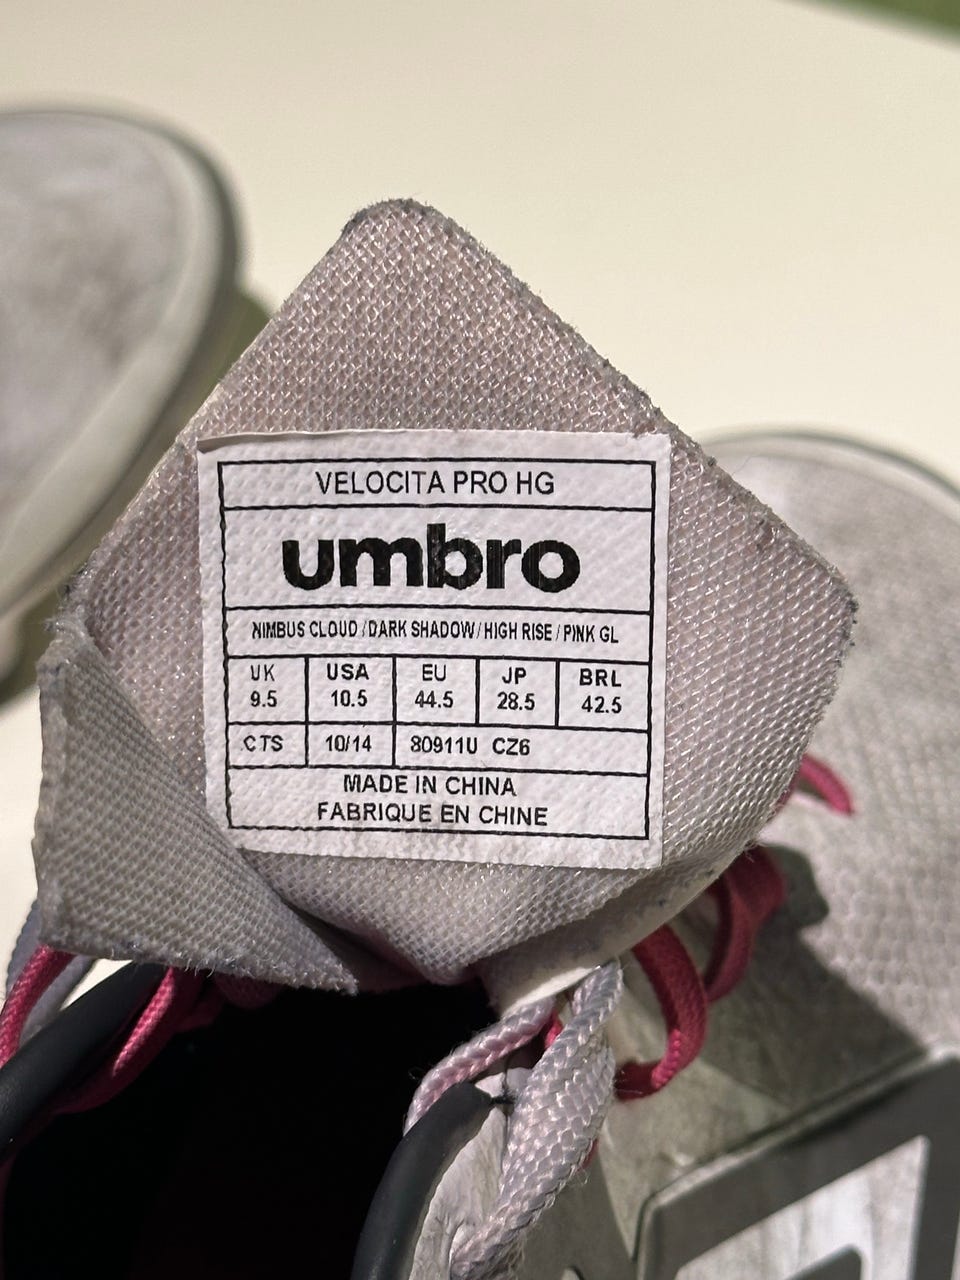 VELOCITA PRO HG
umbro
NIMBUS CLOUD / DARK SHADOW / HIGH RISE / PINK GL
UK USA EU JP BRL
9.5 10.5 44.5 28.5 42.5
CTS 10/14 80911U CZ6
MADE IN CHINA
FABRIQUE EN CHINE